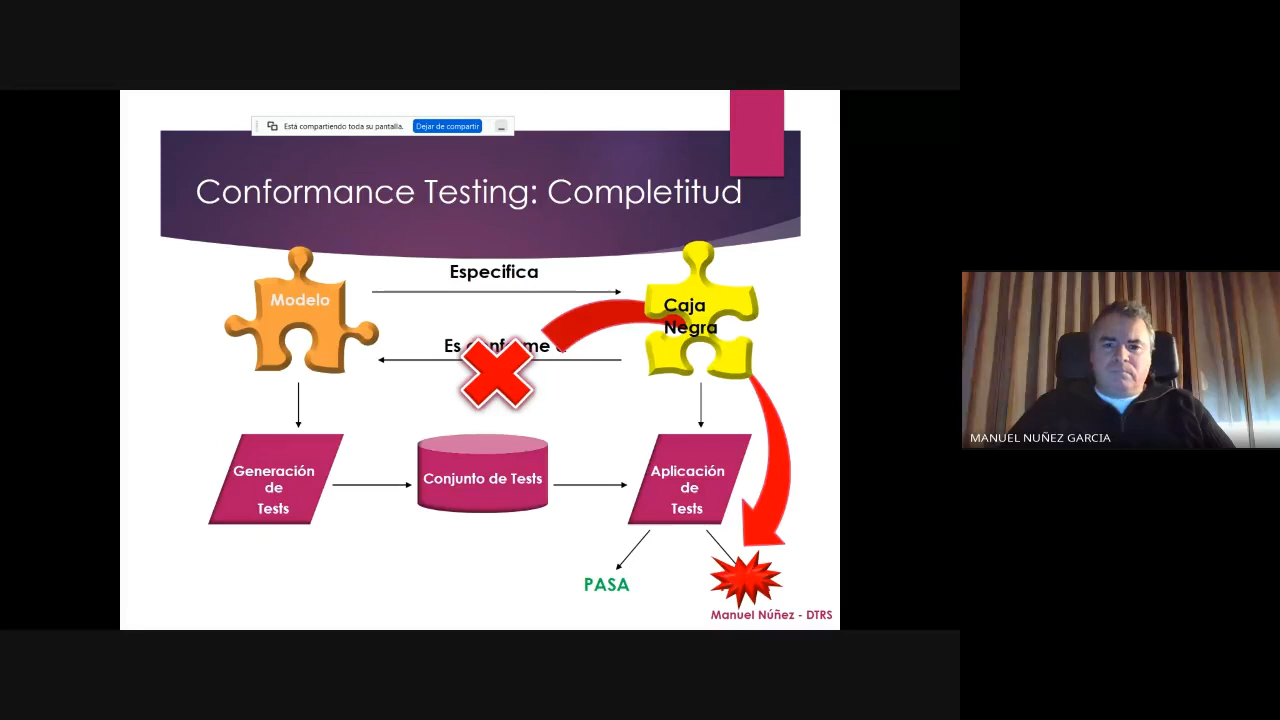 Está compartiendo toda su pantalla. Dejar de compartir
Conformance Testing: Completitud
Especifica
Modelo
Caja
Negra
Es
Generación
de
Tests
Conjunto de Tests
Aplicación
de
Tests
PASA
Manuel Núñez - DTRS
MANUEL NUÑEZ GARCIA